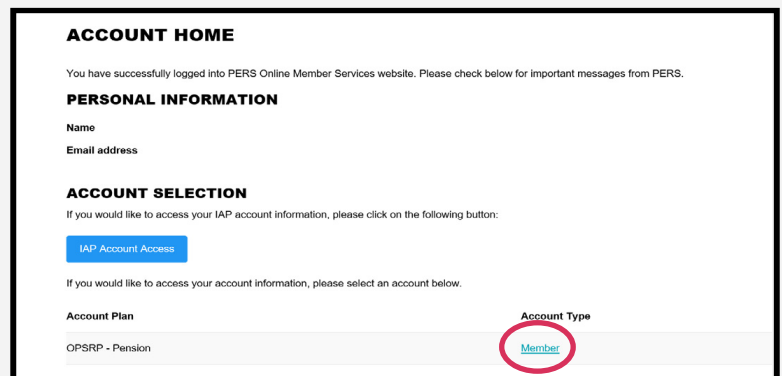 ACCOUNT HOME
You have successfully logged into PERS Online Member Services website. Please check below for important messages from PERS.
PERSONAL INFORMATION
Name
Email address
ACCOUNT SELECTION
If you would like to access your IAP account information, please click on the following button:
IAP Account Access
If you would like to access your account information, please select an account below.
Account Plan Account Type
OPSRP - Pension Member